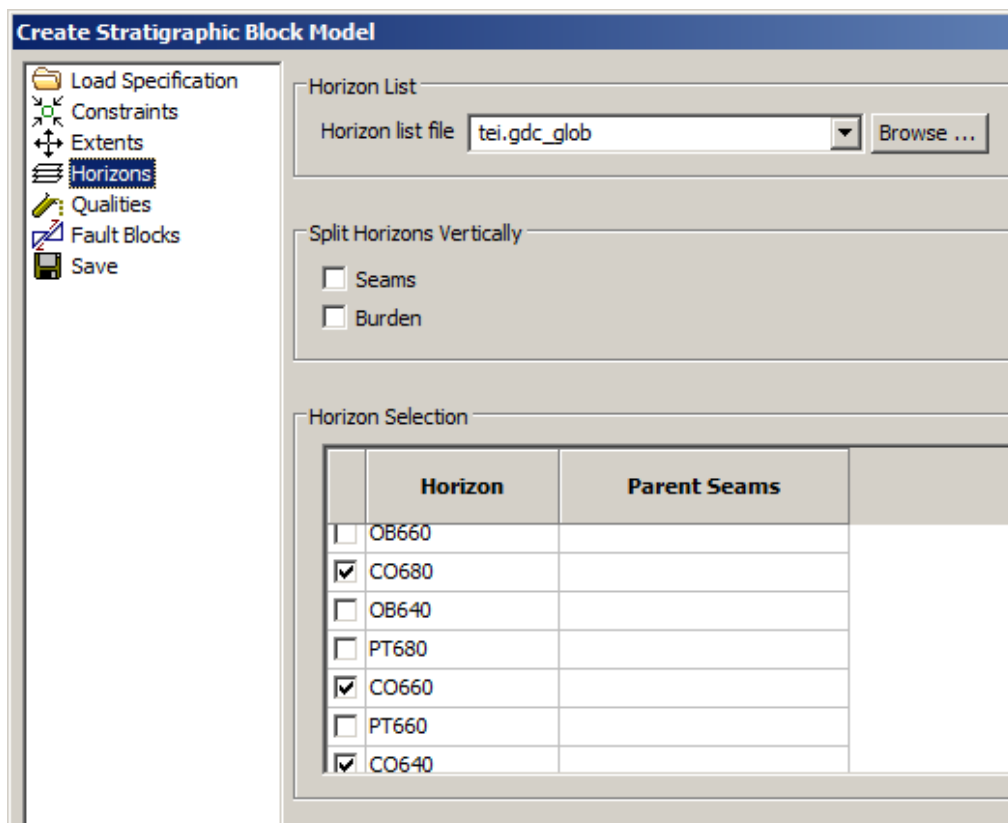 Create Stratigraphic Block Model
Load Specification
Constraints
Extents
Horizons
Qualities
Fault Blocks
Save
Horizon List
Horizon list file tei.gdc_glob Browse ...
Split Horizons Vertically
Seams
Burden
Horizon Selection
Horizon Parent Seams
OB660
CO680
OB640
PT680
CO660
PT660
CO640